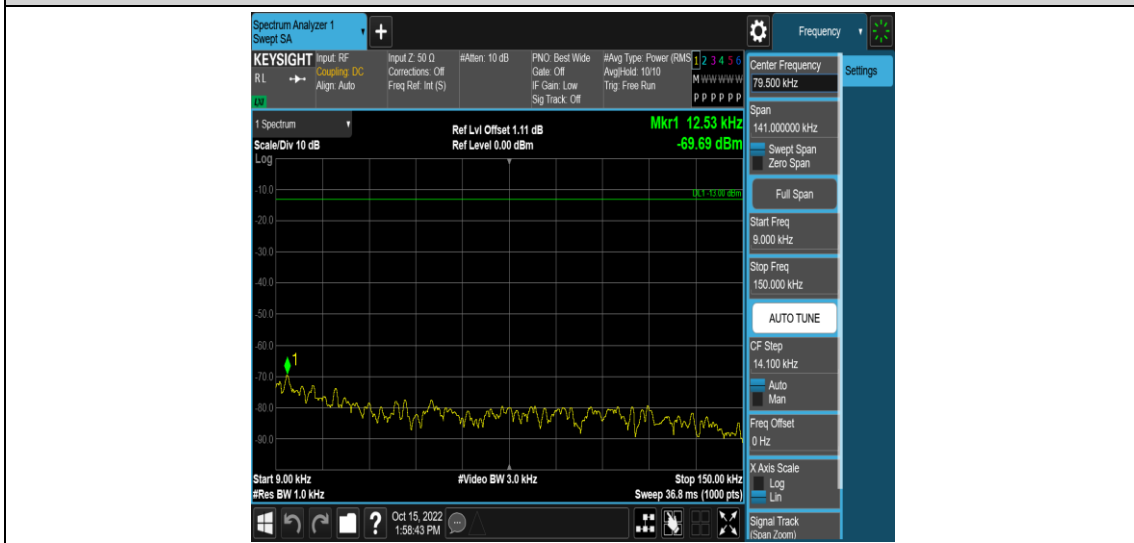 Spectrum Analyzer 1
Swept SA
+
Frequency
KEYSIGHT
RL
LXI
Input: RF
Coupling: DC
Align: Auto
Input Z: 50 Ω
Corrections: Off
Freq Ref: Int (S)
#Atten: 10 dB
PNO: Best Wide
Gate: Off
IF Gain: Low
Sig Track: Off
#Avg Type: Power (RMS
Avg|Hold: 10/10
Trig: Free Run
1 2 3 4 5 6
M W W W W W
P P P P P P
Center Frequency
79.500 kHz
Settings
1 Spectrum
Scale/Div 10 dB
Log
Ref Lvl Offset 1.11 dB
Ref Level 0.00 dBm
Mkr1 12.53 kHz
-69.69 dBm
DL1 -13.00 dBm
-10.0
-20.0
-30.0
-40.0
-50.0
-60.0
-70.0
-80.0
-90.0
1
Start 9.00 kHz
#Res BW 1.0 kHz
#Video BW 3.0 kHz
Stop 150.00 kHz
Sweep 36.8 ms (1000 pts)
Span
141.000000 kHz
Swept Span
Zero Span
Full Span
Start Freq
9.000 kHz
Stop Freq
150.000 kHz
AUTO TUNE
CF Step
14.100 kHz
Auto
Man
Freq Offset
0 Hz
X Axis Scale
Log
Lin
Signal Track
(Span Zoom)
?
Oct 15, 2022
1:58:43 PM